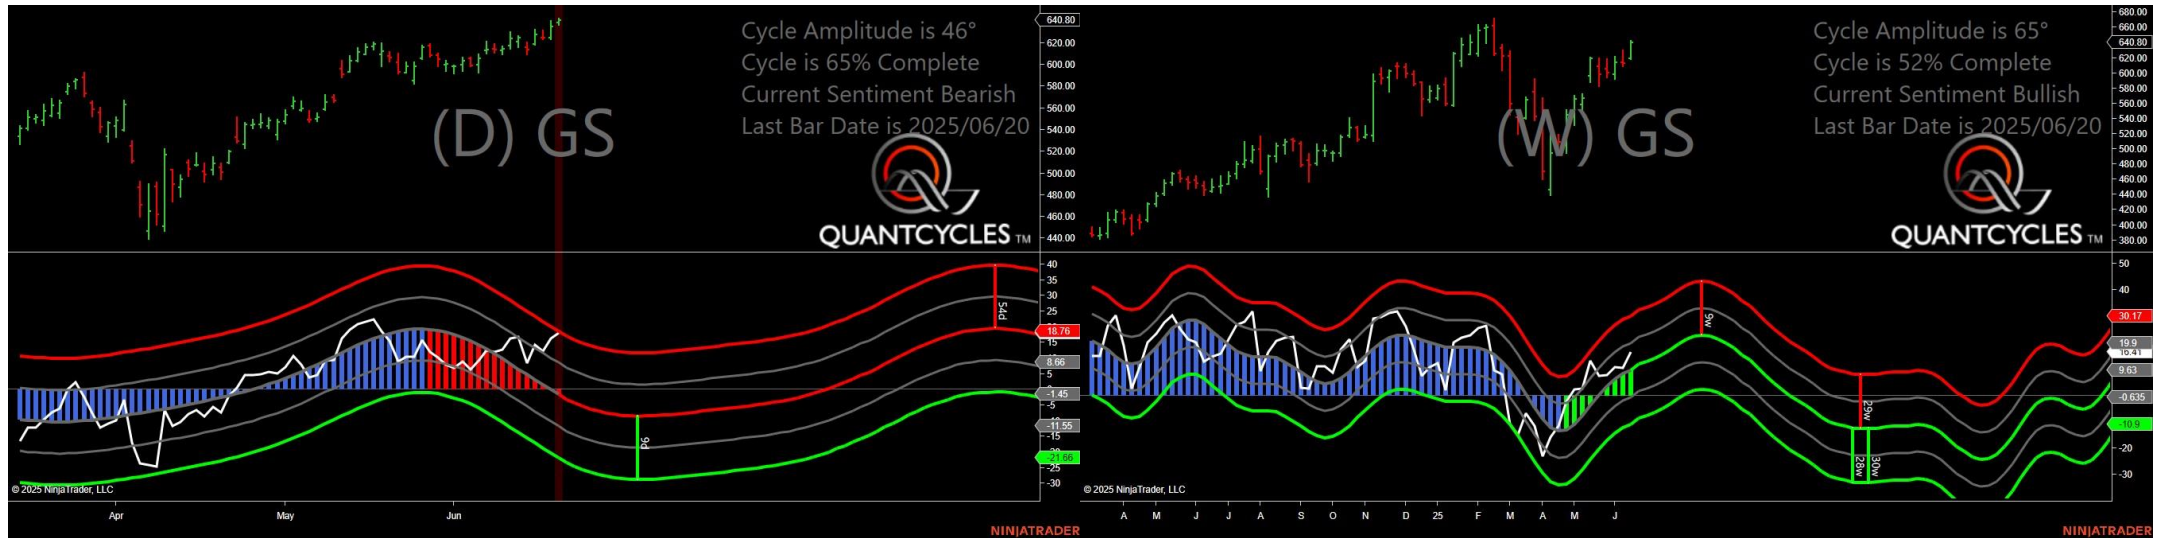 Cycle Amplitude is 46°
Cycle is 65% Complete
Current Sentiment Bearish
Last Bar Date is 2025/06/20
(D) GS
QUANTCYCLES TM
640.80
620.00
600.00
580.00
560.00
540.00
520.00
500.00
480.00
460.00
440.00
40
35
30
25
18.76
15
8.66
5
-1.45
-5
-11.55
-15
-21.66
-25
-30
54d
9d
© 2025 NinjaTrader, LLC
Apr
May
Jun
NINJATRADER
Cycle Amplitude is 65°
Cycle is 52% Complete
Current Sentiment Bullish
Last Bar Date is 2025/06/20
(W) GS
QUANTCYCLES TM
680.00
660.00
640.80
620.00
600.00
580.00
560.00
540.00
520.00
500.00
480.00
460.00
440.00
420.00
400.00
380.00
50
40
30.17
19.9
16.41
9.63
-0.635
-10.9
-20
-30
9w
29w
28w
30w
© 2025 NinjaTrader, LLC
A M J J A S O N D 25 F M A M J
NINJATRADER